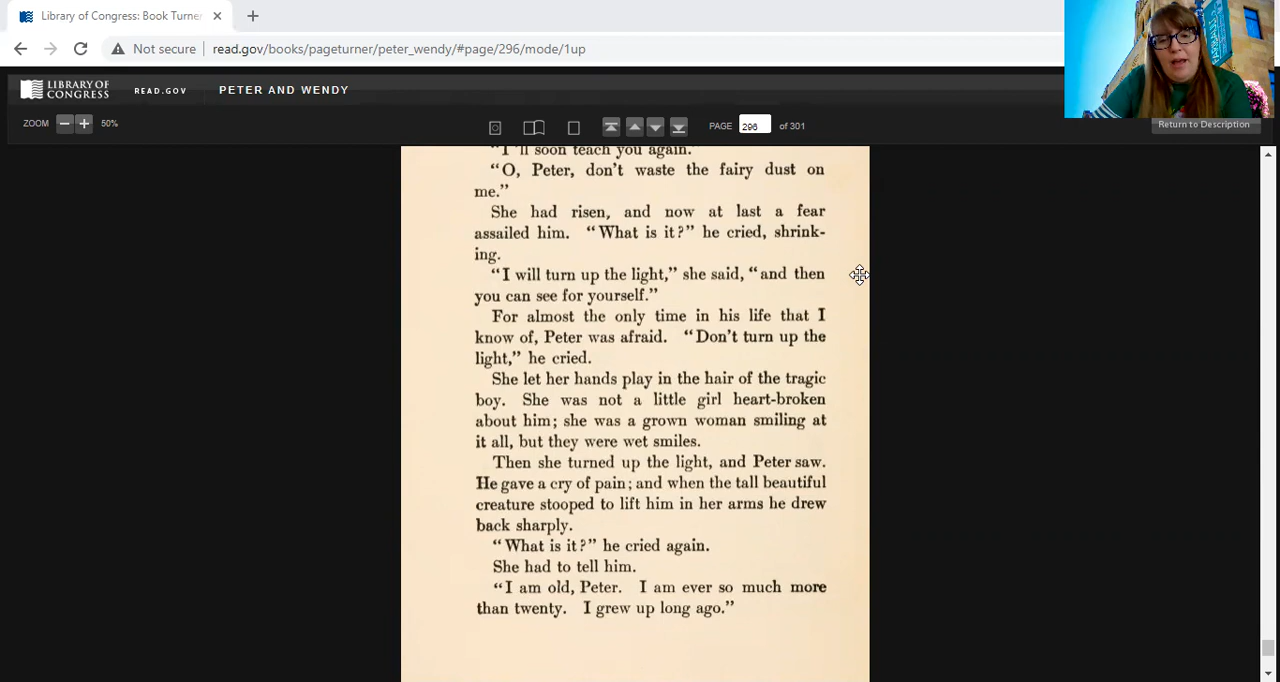 Library of Congress: Book Turner
Not secure
read.gov/books/pageturner/peter_wendy/#page/296/mode/1up
LIBRARY OF
CONGRESS
READ.GOV
PETER AND WENDY
ZOOM
50%
PAGE 296 of 301
Return to Description
“I’ll soon teach you again.”
“O, Peter, don’t waste the fairy dust on
me.”
She had risen, and now at last a fear
assailed him. “What is it?” he cried, shrink-
ing.
“I will turn up the light,” she said, “and then
you can see for yourself.”
For almost the only time in his life that I
know of, Peter was afraid. “Don’t turn up the
light,” he cried.
She let her hands play in the hair of the tragic
boy. She was not a little girl heart-broken
about him; she was a grown woman smiling at
it all, but they were wet smiles.
Then she turned up the light, and Peter saw.
He gave a cry of pain; and when the tall beautiful
creature stooped to lift him in her arms he drew
back sharply.
“What is it?” he cried again.
She had to tell him.
“I am old, Peter. I am ever so much more
than twenty. I grew up long ago.”